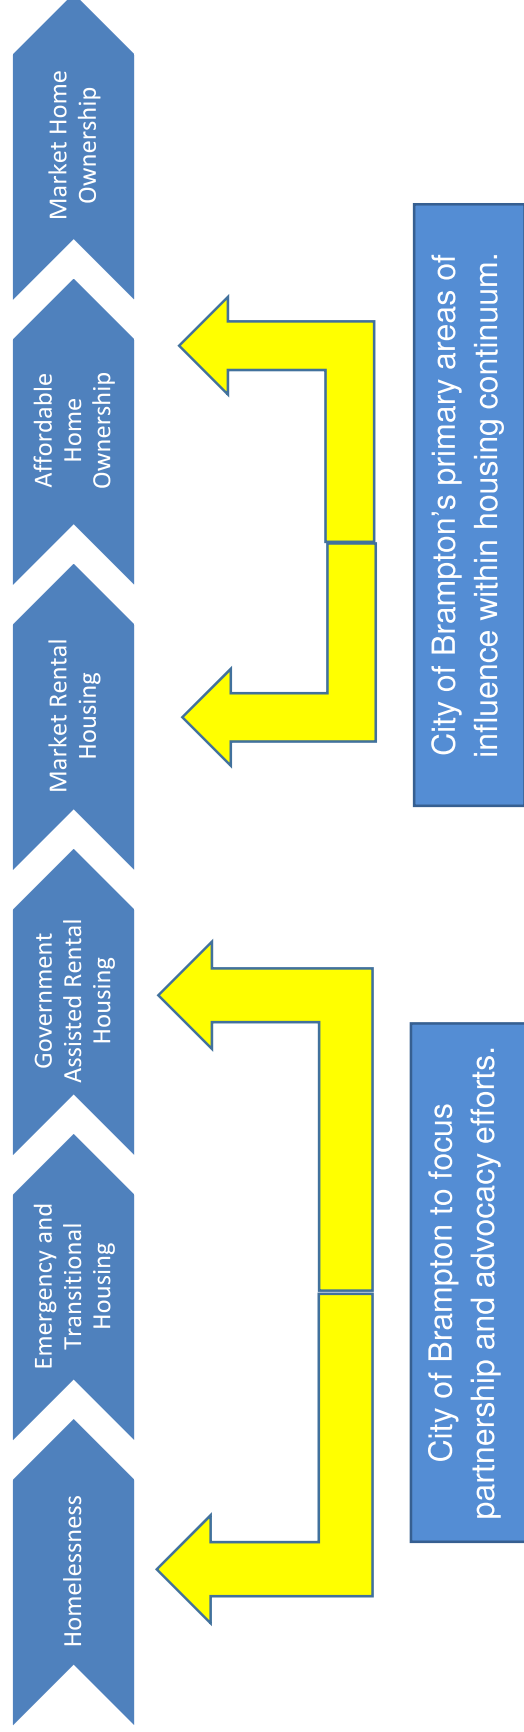 Homelessness
Emergency and
Transitional
Housing
Government
Assisted Rental
Housing
Market Rental
Housing
Affordable
Home
Ownership
Market Home
Ownership
City of Brampton to focus
partnership and advocacy efforts.
City of Brampton’s primary areas of
influence within housing continuum.